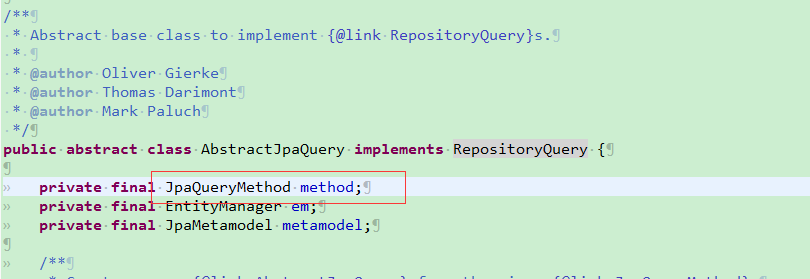 /**
 * Abstract base class to implement {@link RepositoryQuery}s.
 *
 * @author Oliver Gierke
 * @author Thomas Darimont
 * @author Mark Paluch
 */
public abstract class AbstractJpaQuery implements RepositoryQuery {
private final JpaQueryMethod method;
private final EntityManager em;
private final JpaMetamodel metamodel;
/**